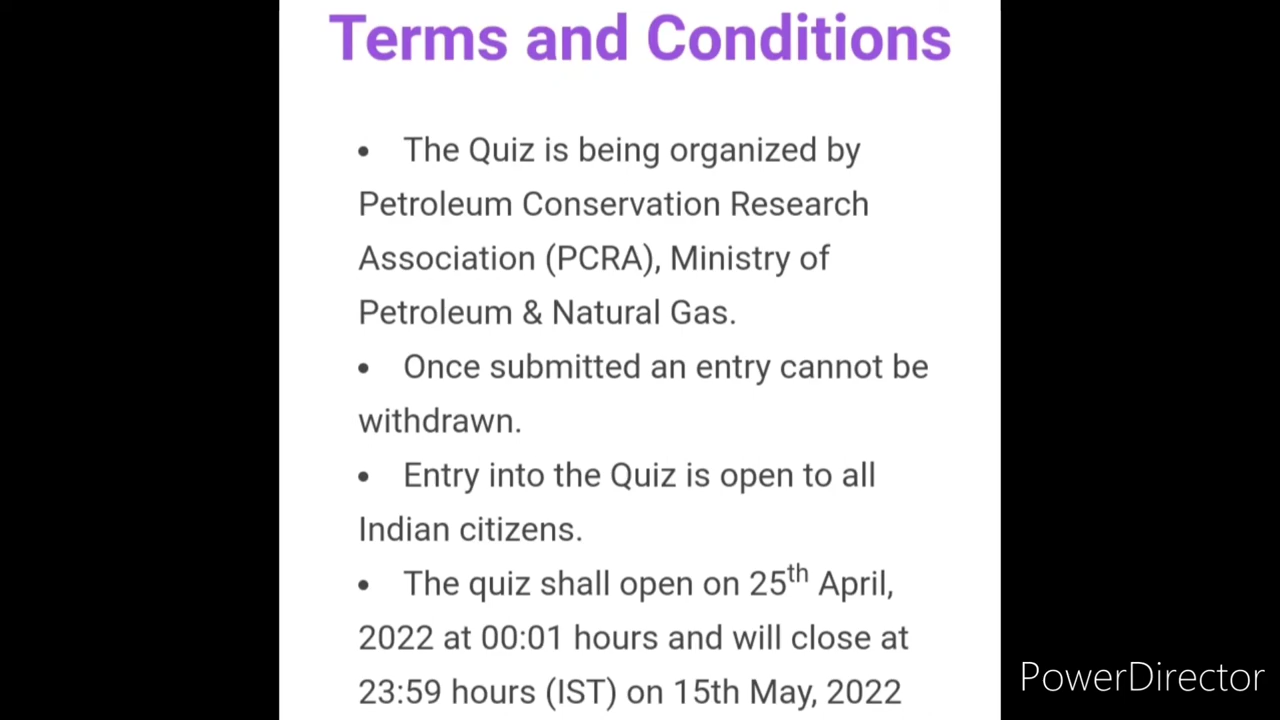 Terms and Conditions
• The Quiz is being organized by
Petroleum Conservation Research
Association (PCRA), Ministry of
Petroleum & Natural Gas.
• Once submitted an entry cannot be
withdrawn.
• Entry into the Quiz is open to all
Indian citizens.
• The quiz shall open on 25th April,
2022 at 00:01 hours and will close at
23:59 hours (IST) on 15th May, 2022
PowerDirector